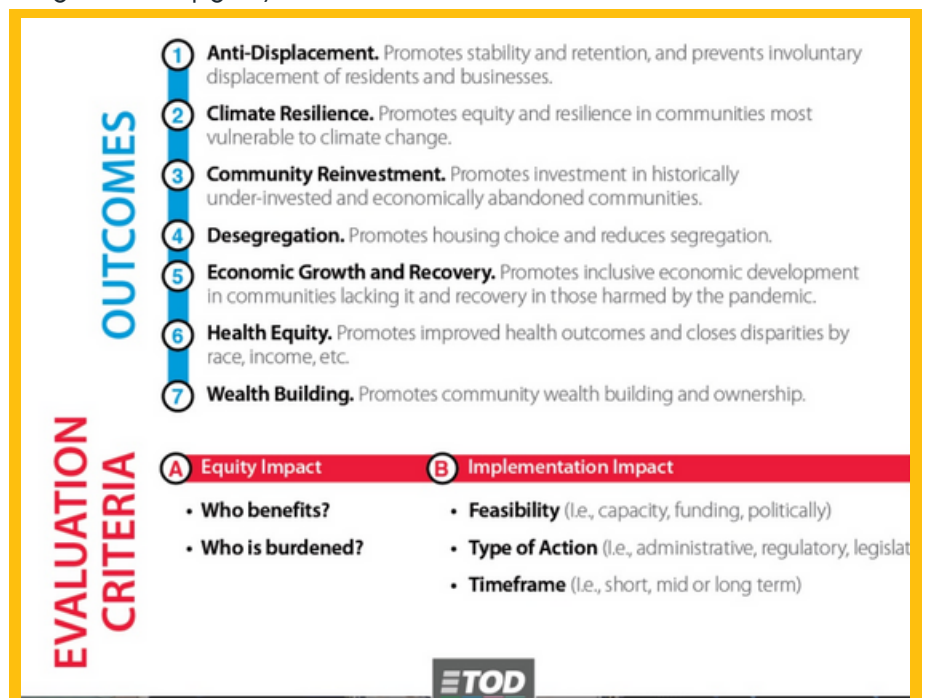 1 Anti-Displacement. Promotes stability and retention, and prevents involuntary
displacement of residents and businesses.
2 Climate Resilience. Promotes equity and resilience in communities most
vulnerable to climate change.
3 Community Reinvestment. Promotes investment in historically
under-invested and economically abandoned communities.
4 Desegregation. Promotes housing choice and reduces segregation.
5 Economic Growth and Recovery. Promotes inclusive economic development
in communities lacking it and recovery in those harmed by the pandemic.
6 Health Equity. Promotes improved health outcomes and closes disparities by
race, income, etc.
7 Wealth Building. Promotes community wealth building and ownership.
OUTCOMES
EVALUATION
CRITERIA
A Equity Impact
• Who benefits?
• Who is burdened?
B Implementation Impact
• Feasibility (I.e., capacity, funding, politically)
• Type of Action (I.e., administrative, regulatory, legislat
• Timeframe (I.e., short, mid or long term)
ETOD